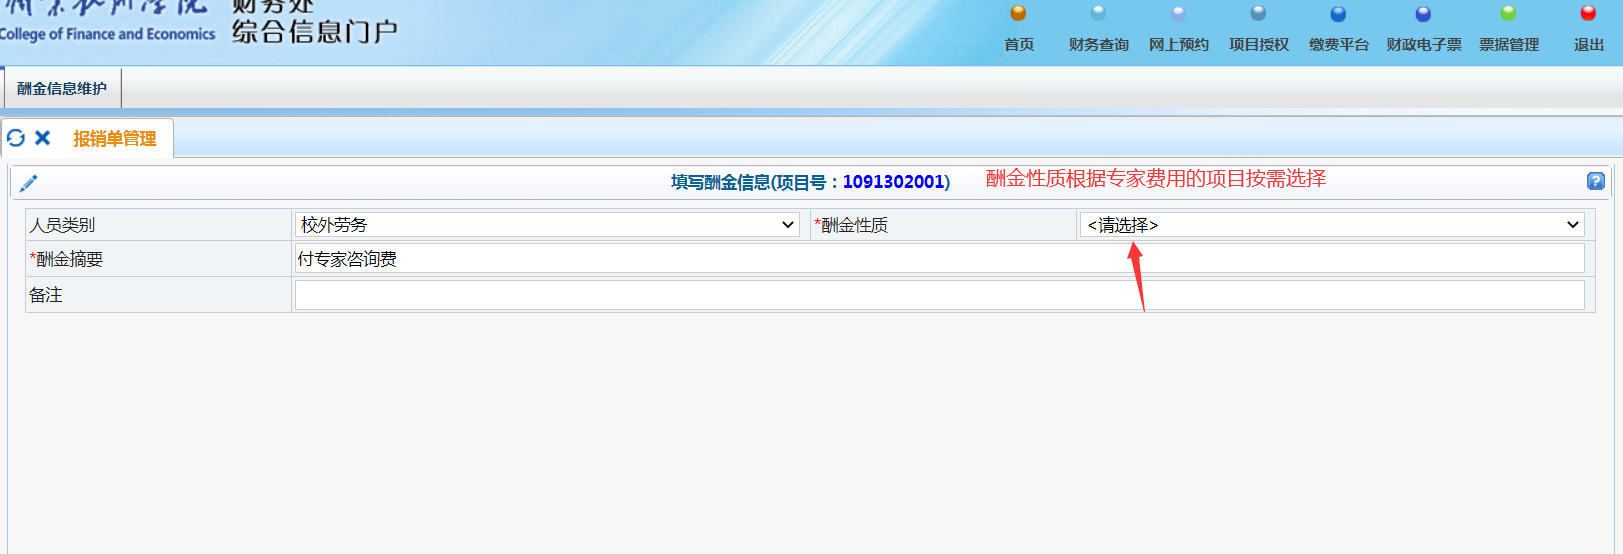 财务处
College of Finance and Economics
综合信息门户
首页 财务查询 网上预约 项目授权 缴费平台 财政电子票 票据管理 退出
酬金信息维护
报销单管理
填写酬金信息(项目号：1091302001) 酬金性质根据专家费用的项目按需选择
人员类别 校外劳务 *酬金性质 <请选择>
*酬金摘要 付专家咨询费
备注